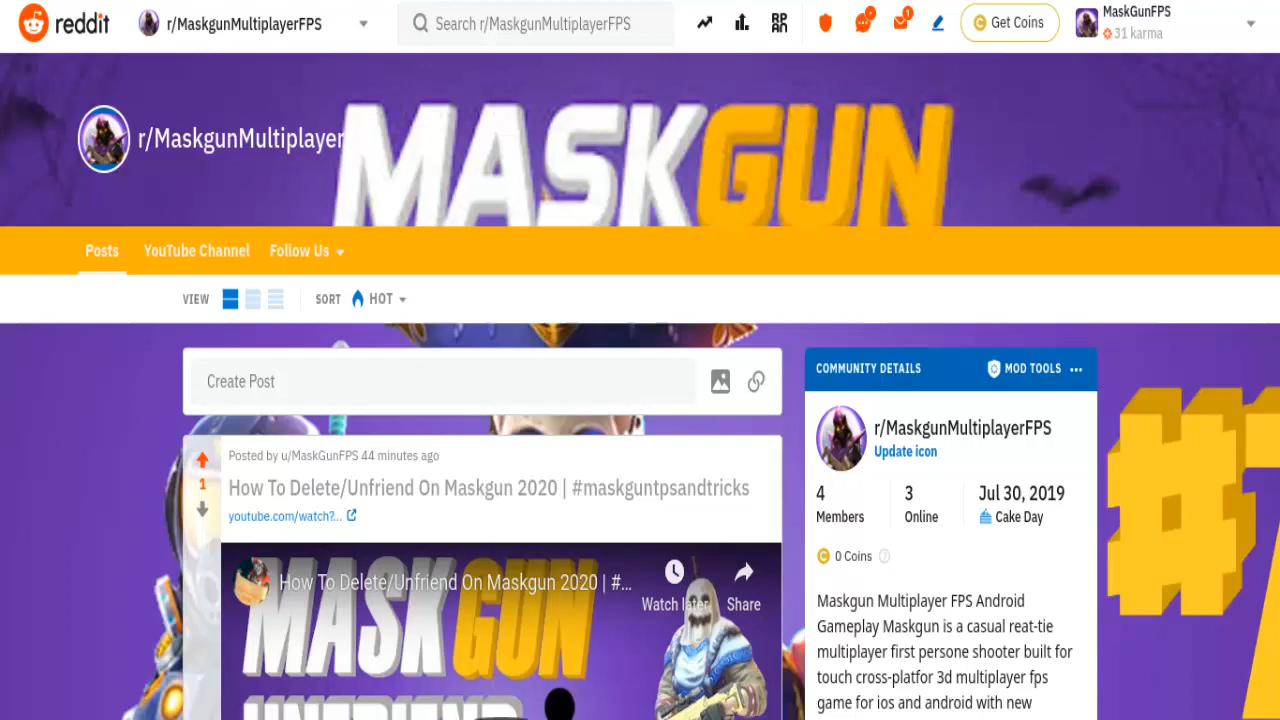 reddit
r/MaskgunMultiplayerFPS
Search r/MaskgunMultiplayerFPS
1
Get Coins
MaskGunFPS
31 karma
MASKGUN
r/MaskgunMultiplayer
Posts
YouTube Channel
Follow Us
VIEW
SORT
HOT
Create Post
Posted by u/MaskGunFPS 44 minutes ago
1
How To Delete/Unfriend On Maskgun 2020 | #maskguntpsandtricks
youtube.com/watch?...
How To Delete/Unfriend On Maskgun 2020 | #...
Watch later
Share
MASK GUN
UNFRIEND
COMMUNITY DETAILS
MOD TOOLS
r/MaskgunMultiplayerFPS
Update icon
4
3
Jul 30, 2019
Members
Online
Cake Day
0 Coins
Maskgun Multiplayer FPS Android
Gameplay Maskgun is a casual reat-tie
multiplayer first persone shooter built for
touch cross-platfor 3d multiplayer fps
game for ios and android with new
#